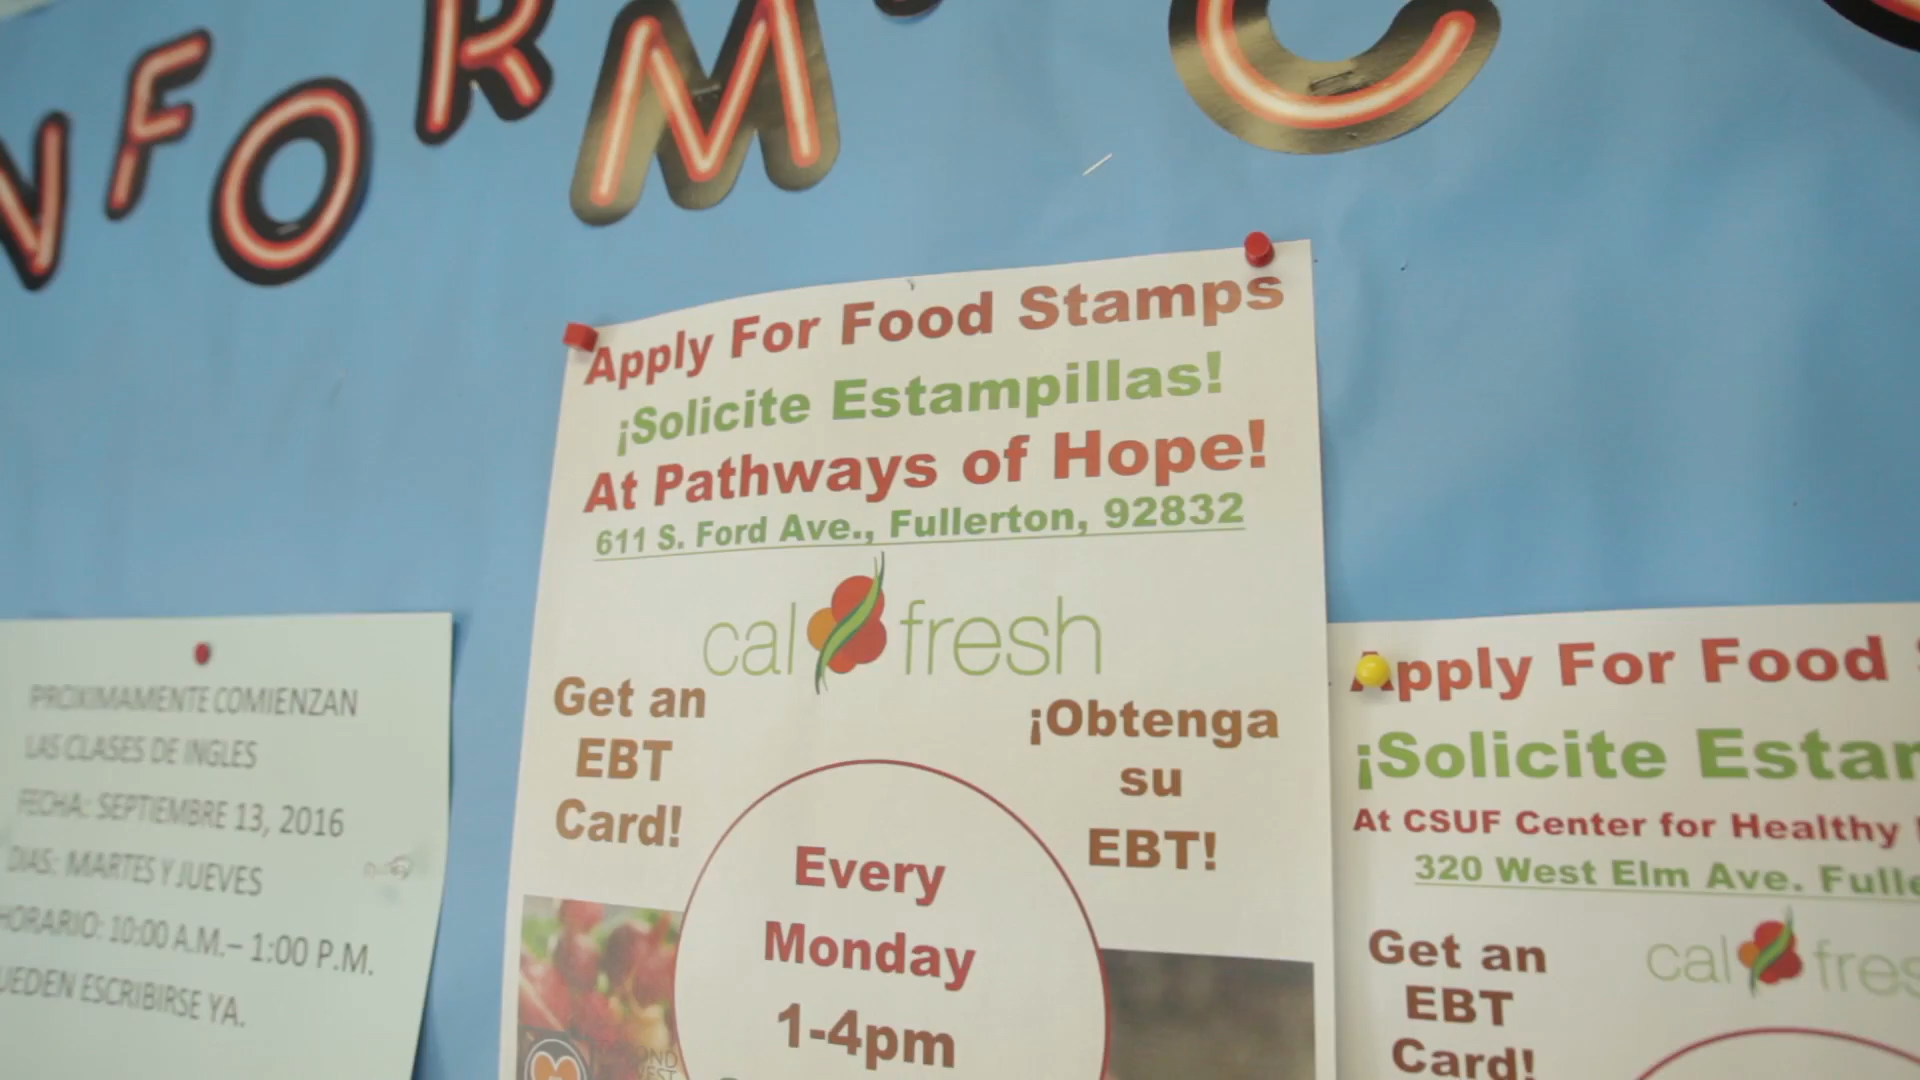 NFORM C
Apply For Food Stamps
¡Solicite Estampillas!
At Pathways of Hope!
611 S. Ford Ave., Fullerton, 92832
cal fresh
Get an
EBT
Card!
¡Obtenga
su
EBT!
Every
Monday
1-4pm
PROXIMAMENTE COMIENZAN
LAS CLASES DE INGLES
FECHA: SEPTIEMBRE 13, 2016
DIAS: MARTES Y JUEVES
HORARIO: 10:00 A.M.– 1:00 P.M.
UEDEN ESCRIBIRSE YA.
Apply For Food
¡Solicite Estam
At CSUF Center for Healthy
320 West Elm Ave. Fulle
cal fres
Get an
EBT
Card!